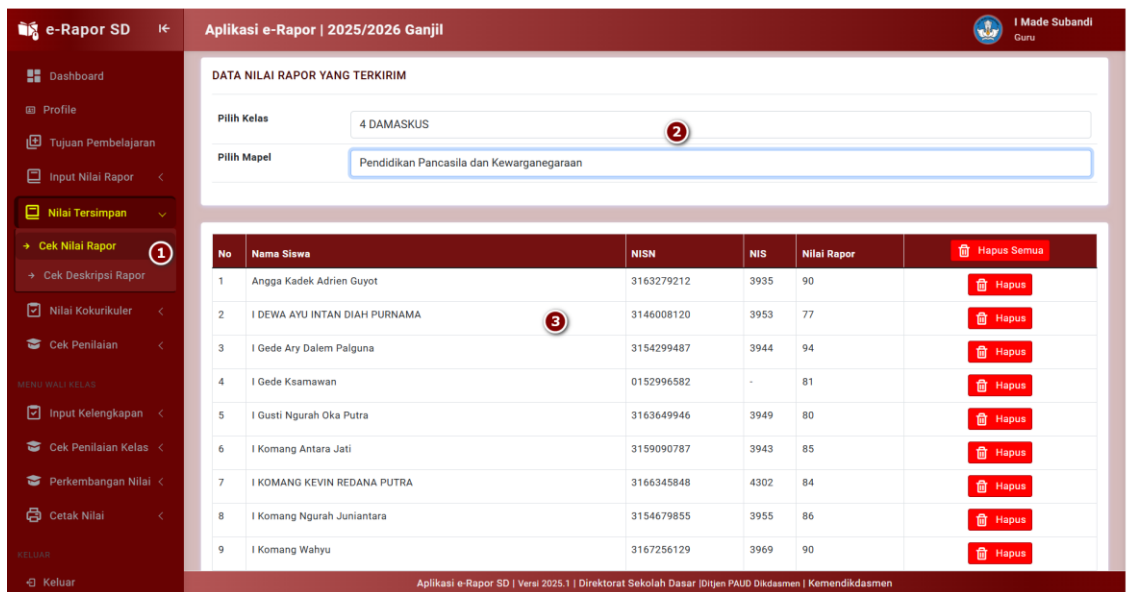 e-Rapor SD
Aplikasi e-Rapor | 2025/2026 Ganjil
I Made Subandi
Guru
Dashboard
Profile
Tujuan Pembelajaran
Input Nilai Rapor
Nilai Tersimpan
Cek Nilai Rapor
1
Cek Deskripsi Rapor
Nilai Kokurikuler
Cek Penilaian
MENU WALI KELAS
Input Kelengkapan
Cek Penilaian Kelas
Perkembangan Nilai
Cetak Nilai
KELUAR
Keluar
DATA NILAI RAPOR YANG TERKIRIM
Pilih Kelas 4 DAMASKUS
2
Pilih Mapel Pendidikan Pancasila dan Kewarganegaraan
No Nama Siswa NISN NIS Nilai Rapor Hapus Semua
1 Angga Kadek Adrien Guyot 3163279212 3935 90 Hapus
2 I DEWA AYU INTAN DIAH PURNAMA 3146008120 3953 77 Hapus
3
3 I Gede Ary Dalem Palguna 3154299487 3944 94 Hapus
4 I Gede Ksamawan 0152996582 - 81 Hapus
5 I Gusti Ngurah Oka Putra 3163649946 3949 80 Hapus
6 I Komang Antara Jati 3159090787 3943 85 Hapus
7 I KOMANG KEVIN REDANA PUTRA 3166345848 4302 84 Hapus
8 I Komang Ngurah Juniantara 3154679855 3955 86 Hapus
9 I Komang Wahyu 3167256129 3969 90 Hapus
Aplikasi e-Rapor SD | Versi 2025.1 | Direktorat Sekolah Dasar |Ditjen PAUD Dikdasmen | Kemendikdasmen